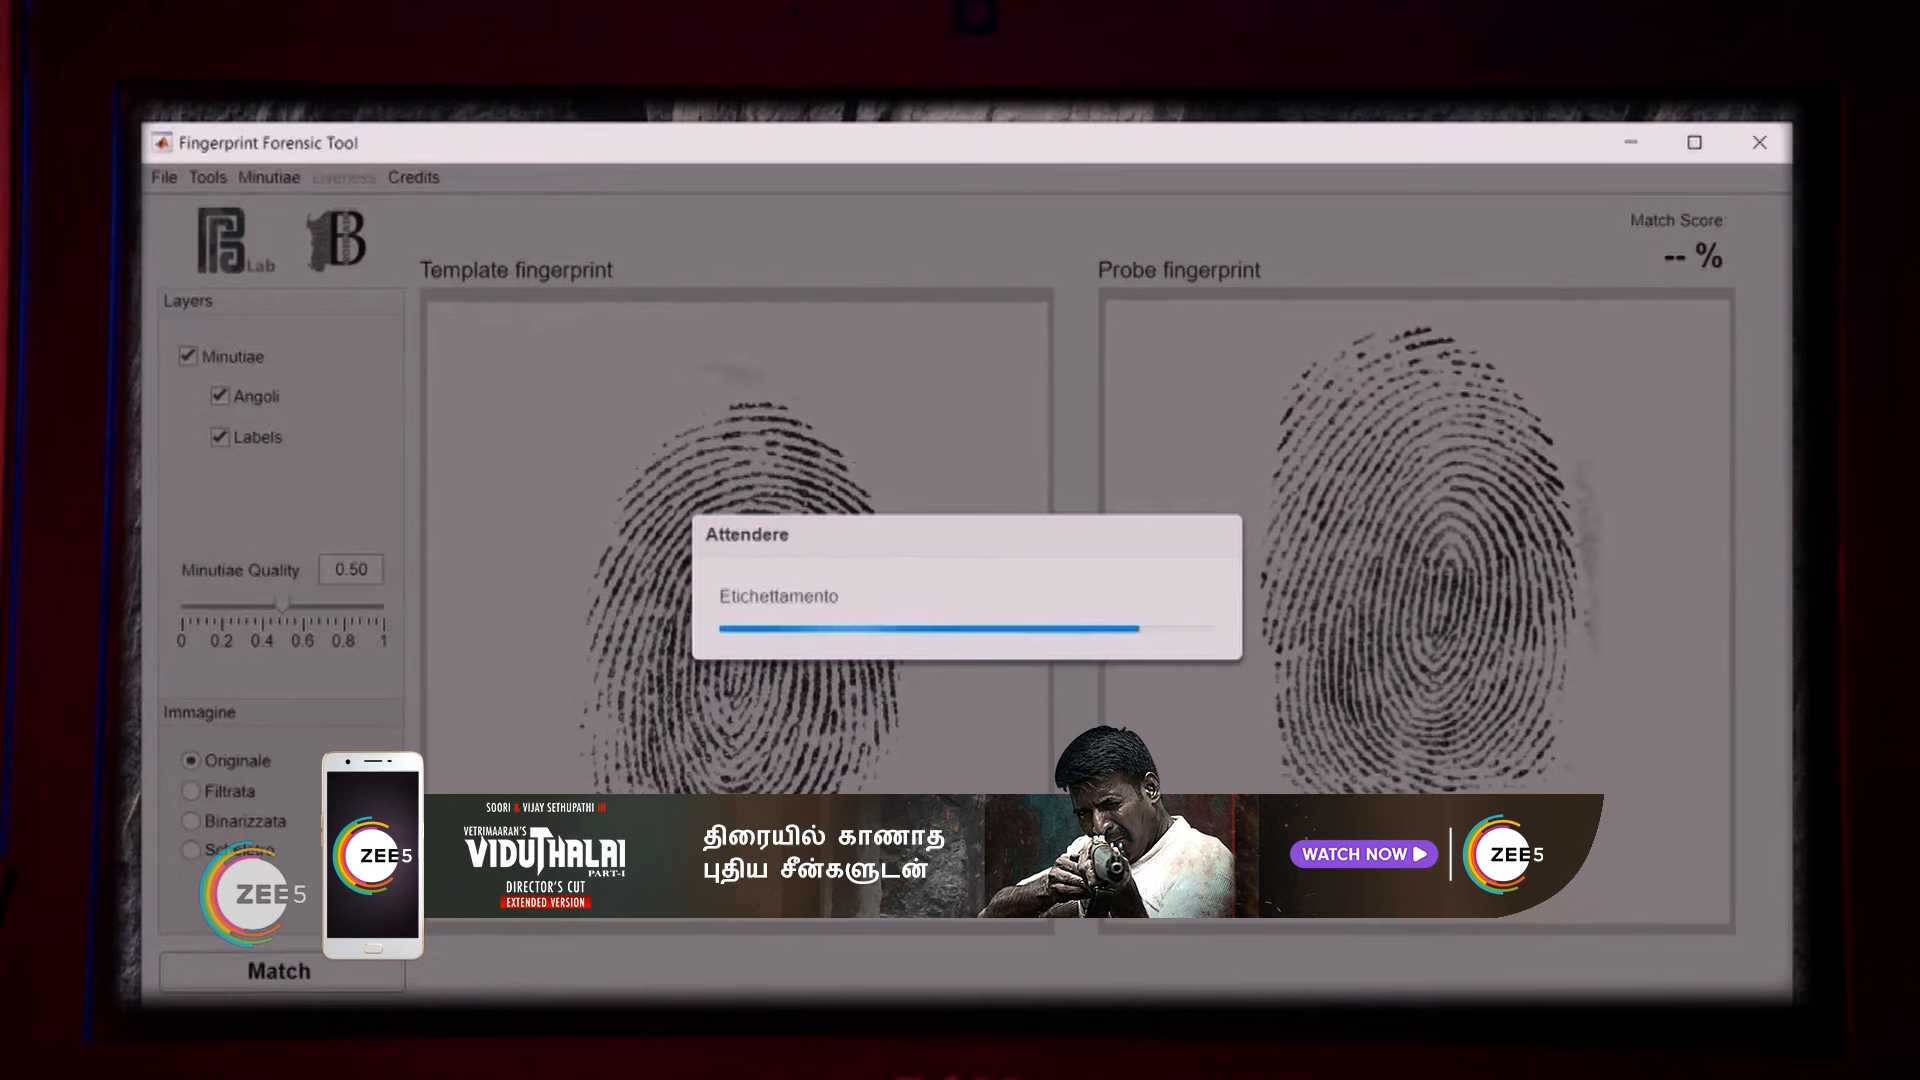 Fingerprint Forensic Tool
File Tools Minutiae Liveness Credits
Lab
Match Score
-- %
Template fingerprint
Probe fingerprint
Layers
Minutiae
Angoli
Labels
Attendere
Etichettamento
Minutiae Quality 0.50
0 0.2 0.4 0.6 0.8 1
Immagine
Originale
Filtrata
Binarizzata
ZEE5
ZEE5
SOORI & VIJAY SETHUPATHI IN
VETRIMAARAN'S
VIDUTHALAI
PART-I
DIRECTOR'S CUT
EXTENDED VERSION
திரையில் காணாத
புதிய சீன்களுடன்
WATCH NOW
ZEE5
Match